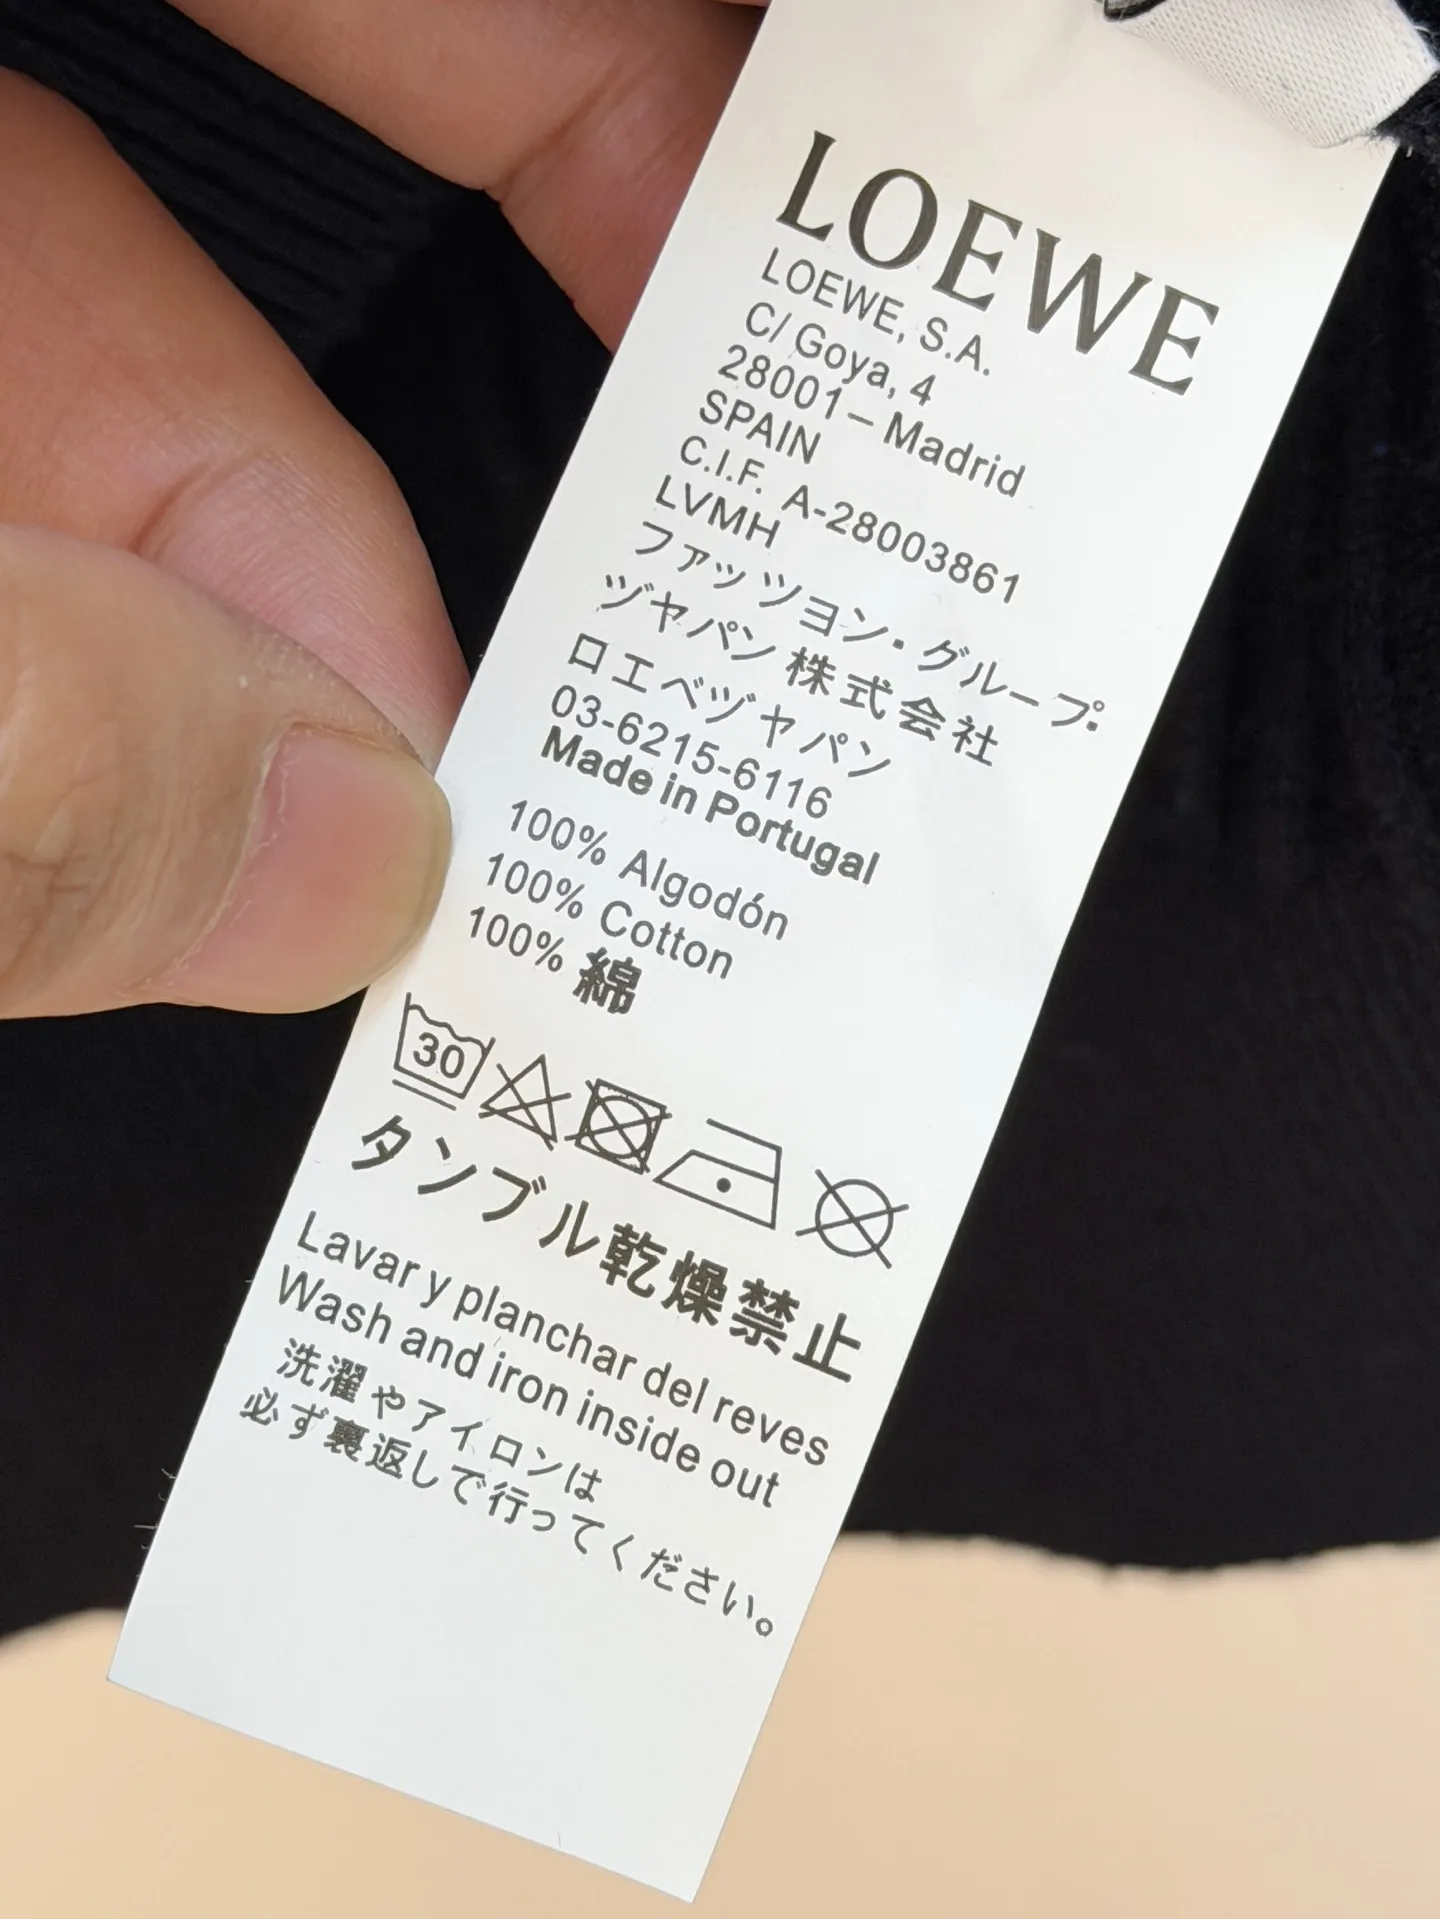 LOEWE
LOEWE, S.A.
C/ Goya, 4
28001 – Madrid
SPAIN
C.I.F. A-28003861
LVMH
ファッツヨン・グループ:
ヅヤパン株式会社
ロエベヅヤパン
03-6215-6116
Made in Portugal
100% Algodón
100% Cotton
100% 綿
30
タンブル乾燥禁止
Lavar y planchar del reves
Wash and iron inside out
洗濯やアイロンは
必ず裏返しで行ってください。